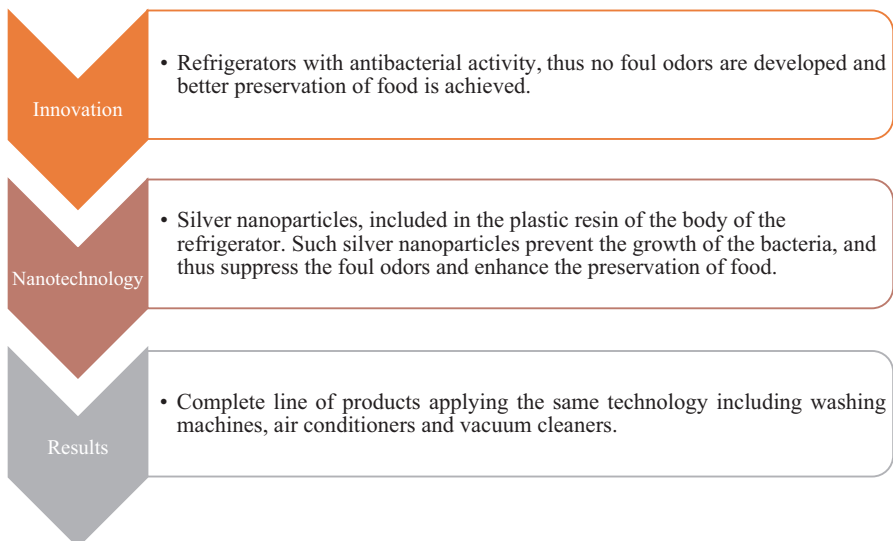 Innovation
• Refrigerators with antibacterial activity, thus no foul odors are developed and
better preservation of food is achieved.
Nanotechnology
• Silver nanoparticles, included in the plastic resin of the body of the
refrigerator. Such silver nanoparticles prevent the growth of the bacteria, and
thus suppress the foul odors and enhance the preservation of food.
Results
• Complete line of products applying the same technology including washing
machines, air conditioners and vacuum cleaners.